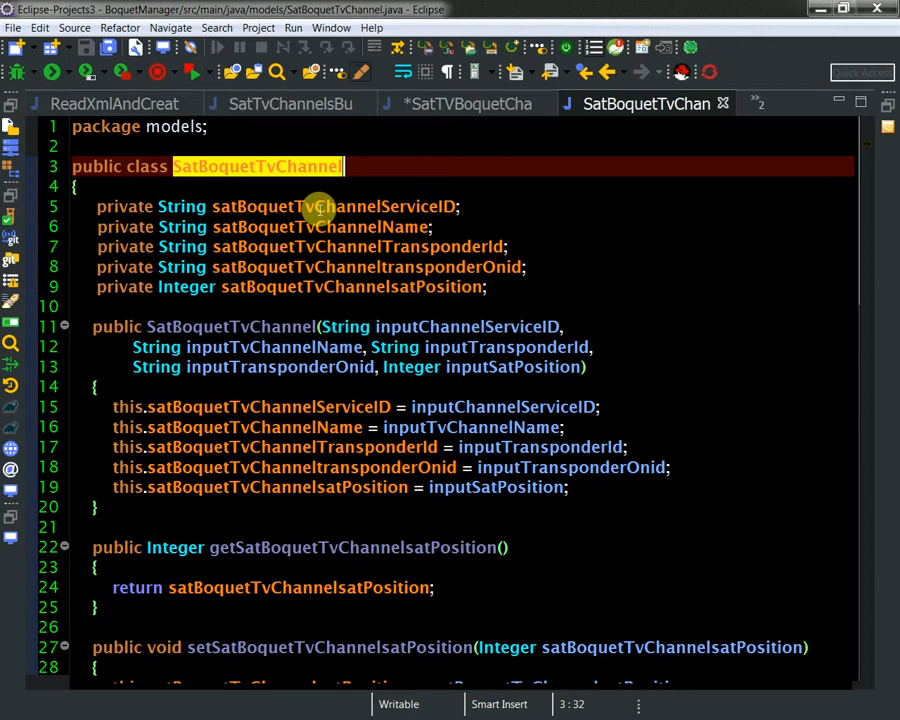 Eclipse-Projects3 - BoquetManager/src/main/java/models/SatBoquetTvChannel.java - Eclipse
File Edit Source Refactor Navigate Search Project Run Window Help
Quick Access
ReadXmlAndCreat SatTvChannelsBu *SatTVBoquetCha SatBoquetTvChan »2
1 package models;
2
3 public class SatBoquetTvChannel
4 {
5 private String satBoquetTvChannelServiceID;
6 private String satBoquetTvChannelName;
7 private String satBoquetTvChannelTransponderId;
8 private String satBoquetTvChanneltransponderOnid;
9 private Integer satBoquetTvChannelsatPosition;
10
11 public SatBoquetTvChannel(String inputChannelServiceID,
12 String inputTvChannelName, String inputTransponderId,
13 String inputTransponderOnid, Integer inputSatPosition)
14 {
15 this.satBoquetTvChannelServiceID = inputChannelServiceID;
16 this.satBoquetTvChannelName = inputTvChannelName;
17 this.satBoquetTvChannelTransponderId = inputTransponderId;
18 this.satBoquetTvChanneltransponderOnid = inputTransponderOnid;
19 this.satBoquetTvChannelsatPosition = inputSatPosition;
20 }
21
22 public Integer getSatBoquetTvChannelsatPosition()
23 {
24 return satBoquetTvChannelsatPosition;
25 }
26
27 public void setSatBoquetTvChannelsatPosition(Integer satBoquetTvChannelsatPosition)
28 {
Writable Smart Insert 3 : 32